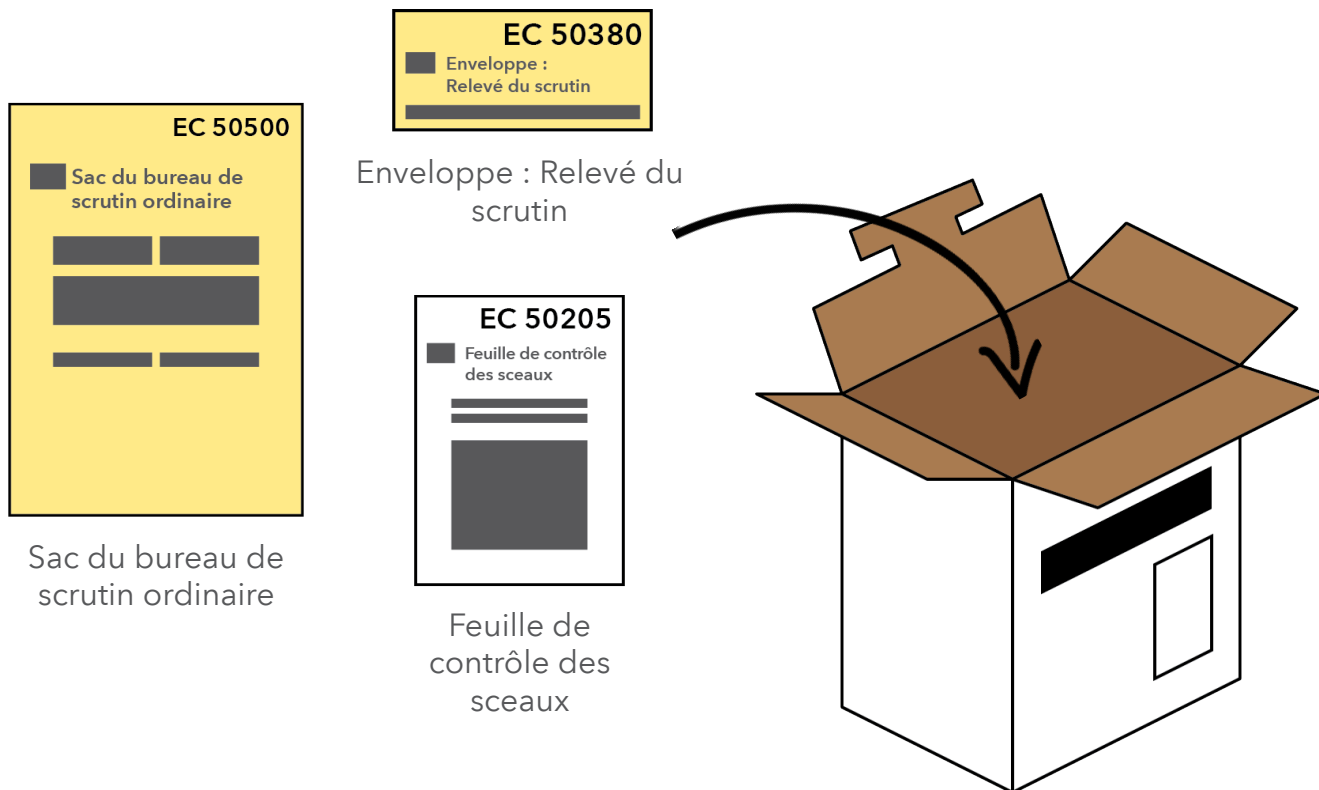 EC 50500
Sac du bureau de
scrutin ordinaire
Sac du bureau de
scrutin ordinaire
EC 50380
Enveloppe :
Relevé du scrutin
Enveloppe : Relevé du
scrutin
EC 50205
Feuille de contrôle
des sceaux
Feuille de
contrôle des
sceaux